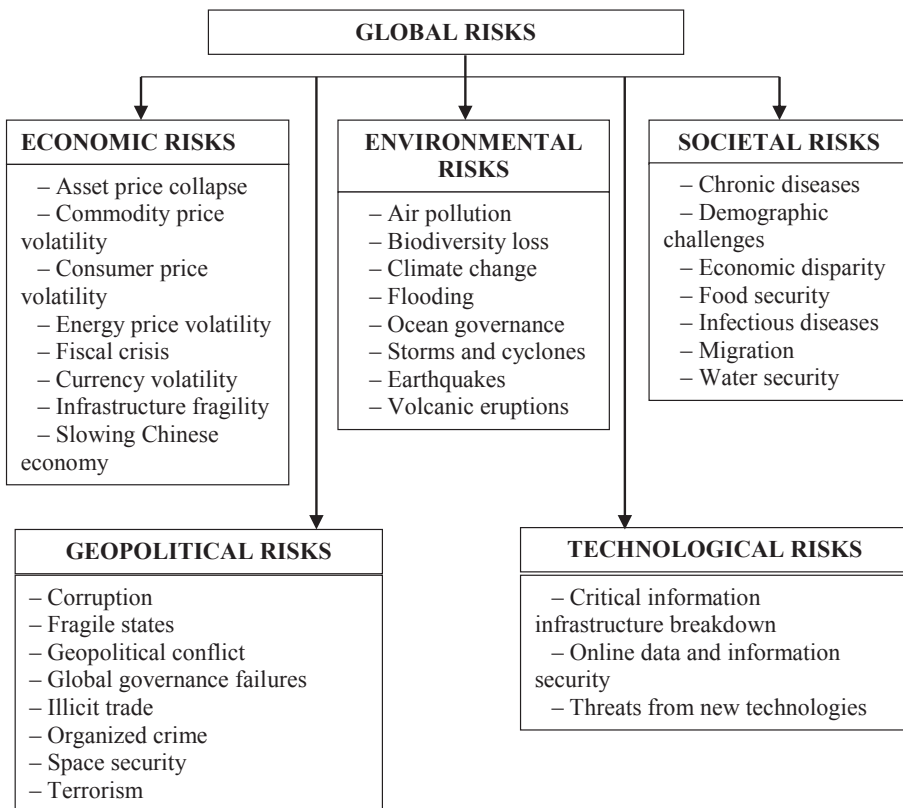 GLOBAL RISKS
ECONOMIC RISKS
– Asset price collapse
– Commodity price
volatility
– Consumer price
volatility
– Energy price volatility
– Fiscal crisis
– Currency volatility
– Infrastructure fragility
– Slowing Chinese
economy
ENVIRONMENTAL
RISKS
– Air pollution
– Biodiversity loss
– Climate change
– Flooding
– Ocean governance
– Storms and cyclones
– Earthquakes
– Volcanic eruptions
SOCIETAL RISKS
– Chronic diseases
– Demographic
challenges
– Economic disparity
– Food security
– Infectious diseases
– Migration
– Water security
GEOPOLITICAL RISKS
– Corruption
– Fragile states
– Geopolitical conflict
– Global governance failures
– Illicit trade
– Organized crime
– Space security
– Terrorism
TECHNOLOGICAL RISKS
– Critical information
infrastructure breakdown
– Online data and information
security
– Threats from new technologies